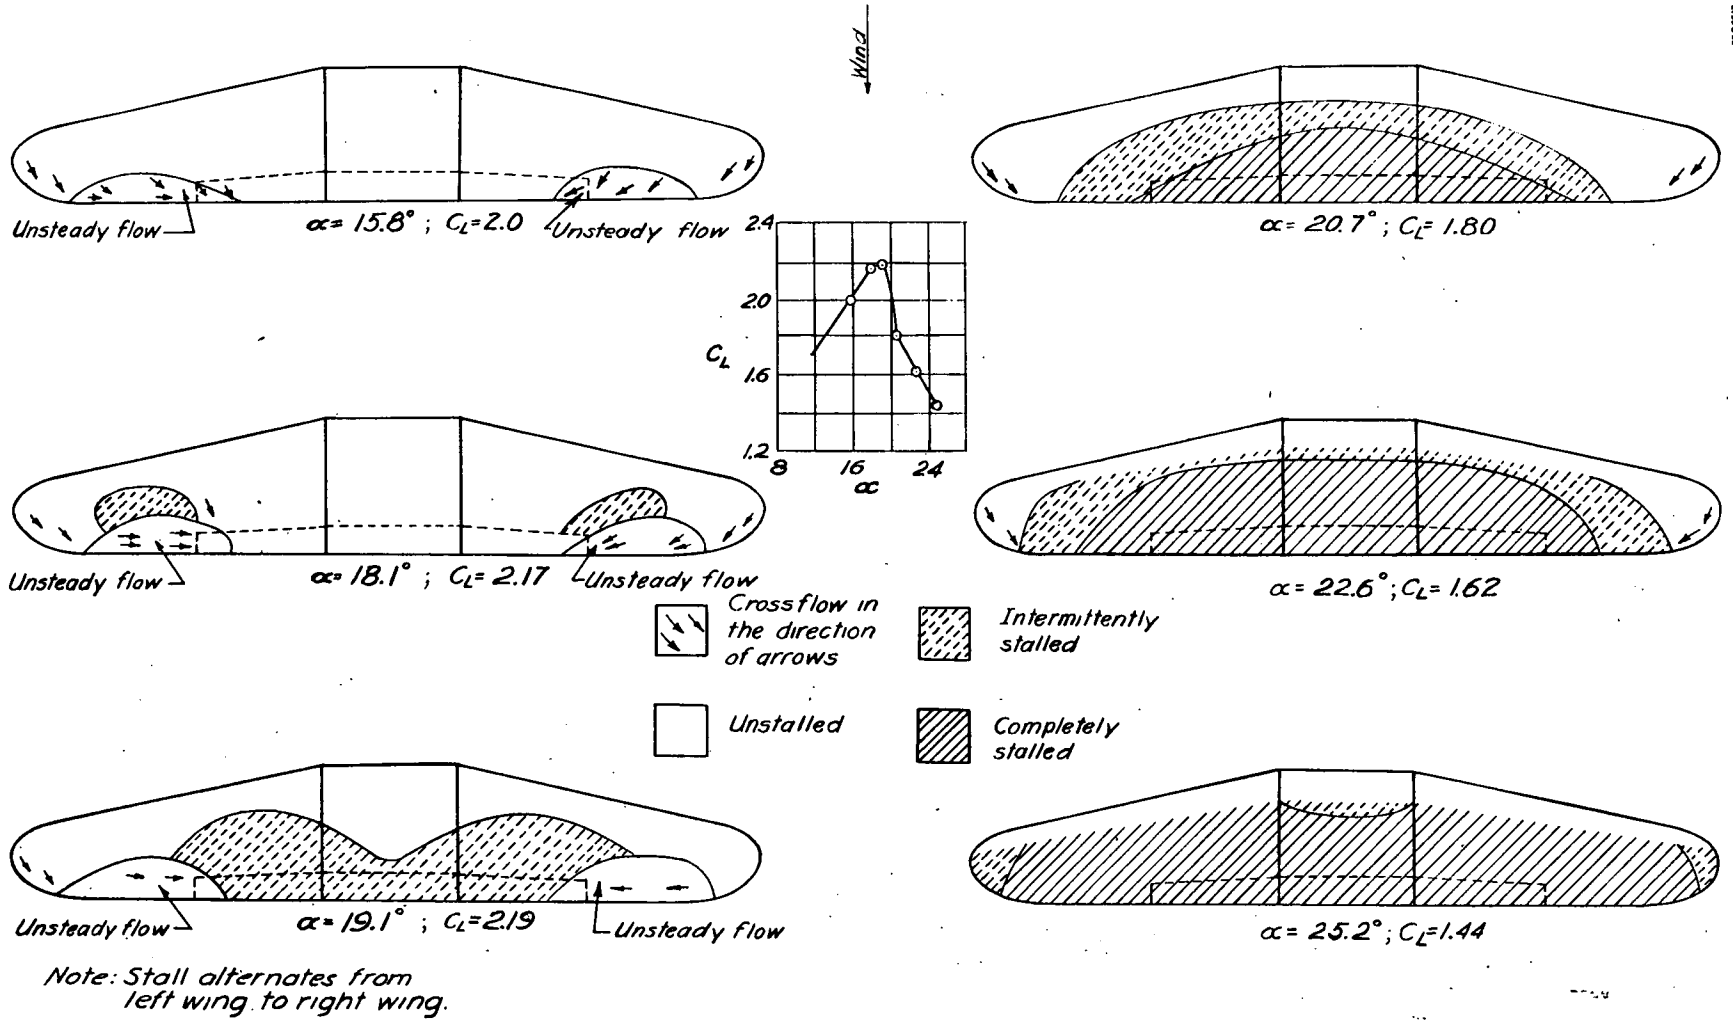 Wind
Unsteady flow
α= 15.8° ; CL=2.0
Unsteady flow
α= 20.7° ; CL= 1.80
2.4
2.0
CL
1.6
1.2
8
16
24
α
Unsteady flow
α= 18.1° ; CL= 2.17
Unsteady flow
α= 22.6° ; CL= 1.62
Crossflow in
the direction
of arrows
Intermittently
stalled
Unstalled
Completely
stalled
Unsteady flow
α= 19.1° ; CL=2.19
Unsteady flow
α= 25.2° ; CL=1.44
Note: Stall alternates from
left wing to right wing.